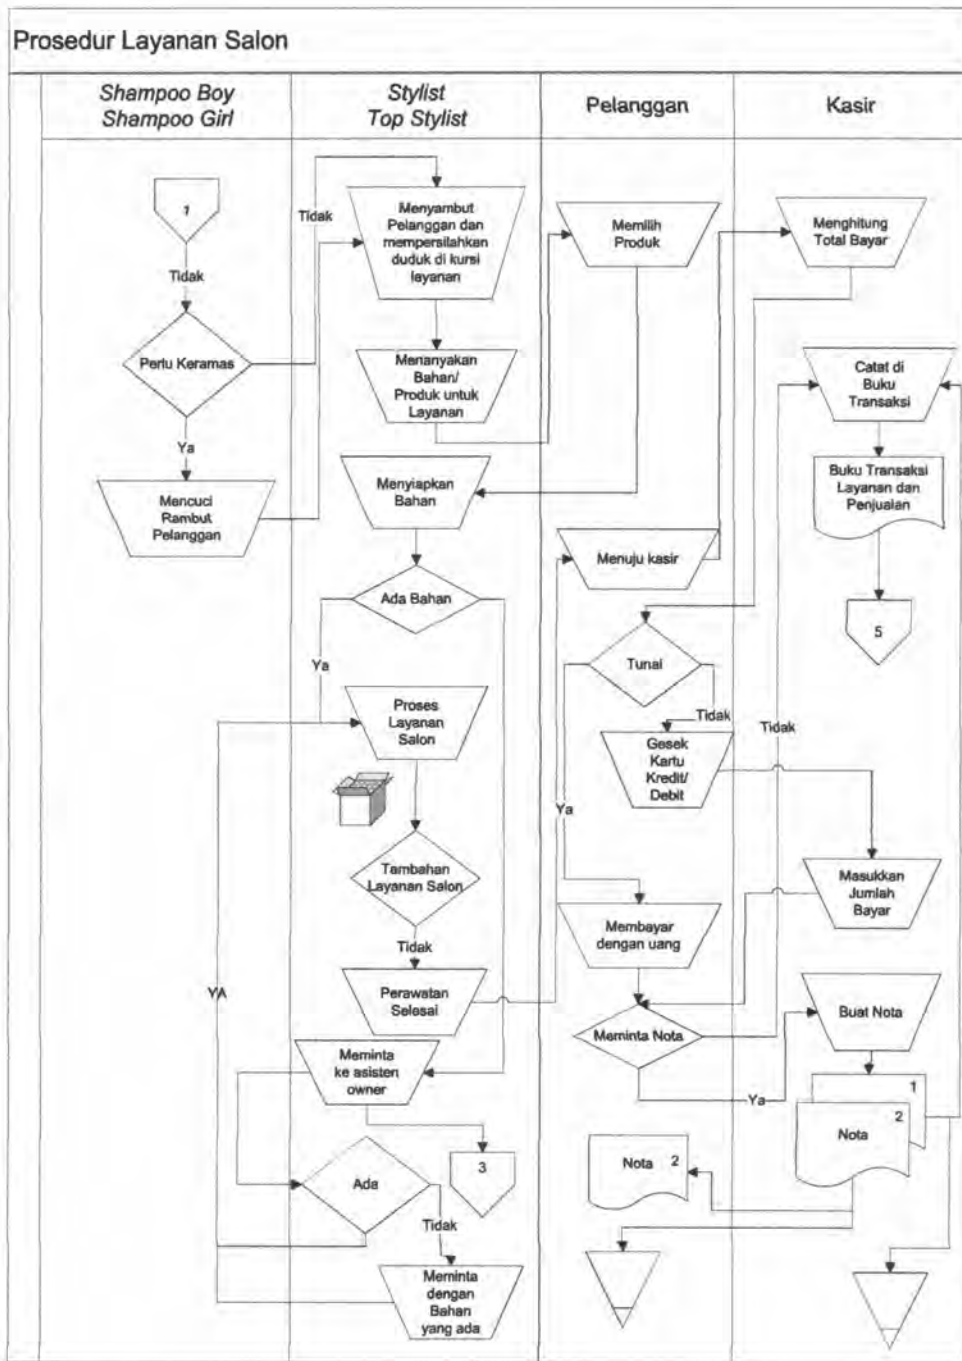 Prosedur Layanan Salon
Shampoo Boy
Shampoo Girl
Stylist
Top Stylist
Pelanggan
Kasir
1
Tidak
Perlu Keramas
Ya
Mencuci
Rambut
Pelanggan
Tidak
Menyambut
Pelanggan dan
mempersilahkan
duduk di kursi
layanan
Menanyakan
Bahan/
Produk untuk
Layanan
Menyiapkan
Bahan
Ada Bahan
Ya
Proses
Layanan
Salon
Tambahan
Layanan Salon
Tidak
Perawatan
Selesai
YA
Meminta
ke asisten
owner
3
Ada
Tidak
Meminta
dengan
Bahan
yang ada
Memilih
Produk
Menuju kasir
Tunai
Tidak
Gesek
Kartu
Kredit/
Debit
Ya
Membayar
dengan uang
Meminta Nota
Ya
Nota 2
Menghitung
Total Bayar
Catat di
Buku
Transaksi
Buku Transaksi
Layanan dan
Penjualan
5
Tidak
Masukkan
Jumlah
Bayar
Buat Nota
1
2
Nota